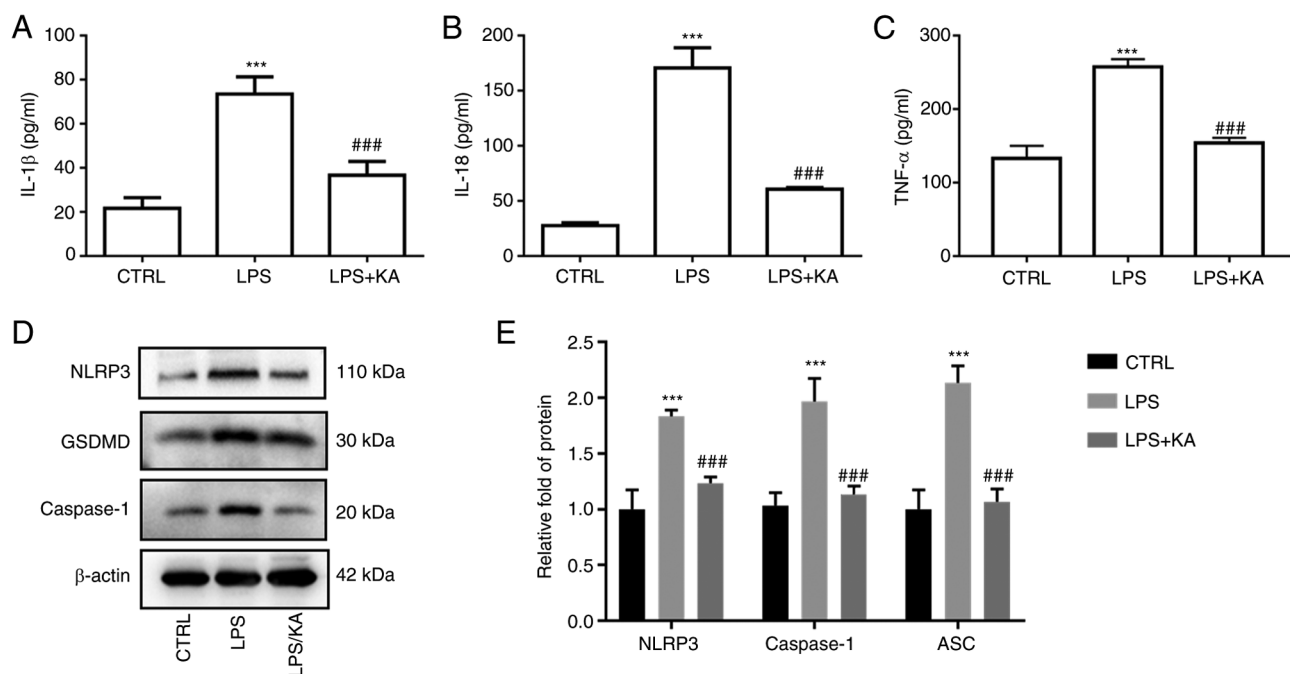 A
IL-1β (pg/ml)
100
80
60
40
20
0
***
###
CTRL LPS LPS+KA
B
IL-18 (pg/ml)
200
150
100
50
0
***
###
CTRL LPS LPS+KA
C
TNF-α (pg/ml)
300
200
100
0
***
###
CTRL LPS LPS+KA
D
NLRP3 110 kDa
GSDMD 30 kDa
Caspase-1 20 kDa
β-actin 42 kDa
CTRL
LPS
LPS/KA
E
Relative fold of protein
2.5
2.0
1.5
1.0
0.5
0.0
*** ### *** ### *** ###
NLRP3 Caspase-1 ASC
CTRL
LPS
LPS+KA